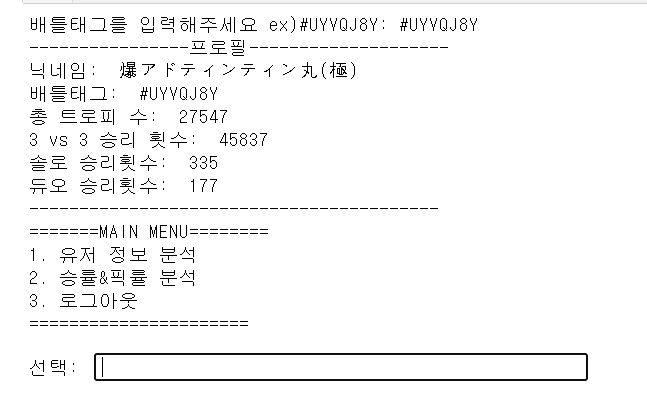 배틀태그를 입력해주세요 ex)#UYVQJ8Y: #UYVQJ8Y
----------------프로필--------------------
닉네임:  爆アドティンティン丸(極)
배틀태그:  #UYVQJ8Y
총 트로피 수:  27547
3 vs 3 승리 횟수:  45837
솔로 승리횟수:  335
듀오 승리횟수:  177
-----------------------------------------
=======MAIN MENU========
1. 유저 정보 분석
2. 승률&픽률 분석
3. 로그아웃
======================
선택: